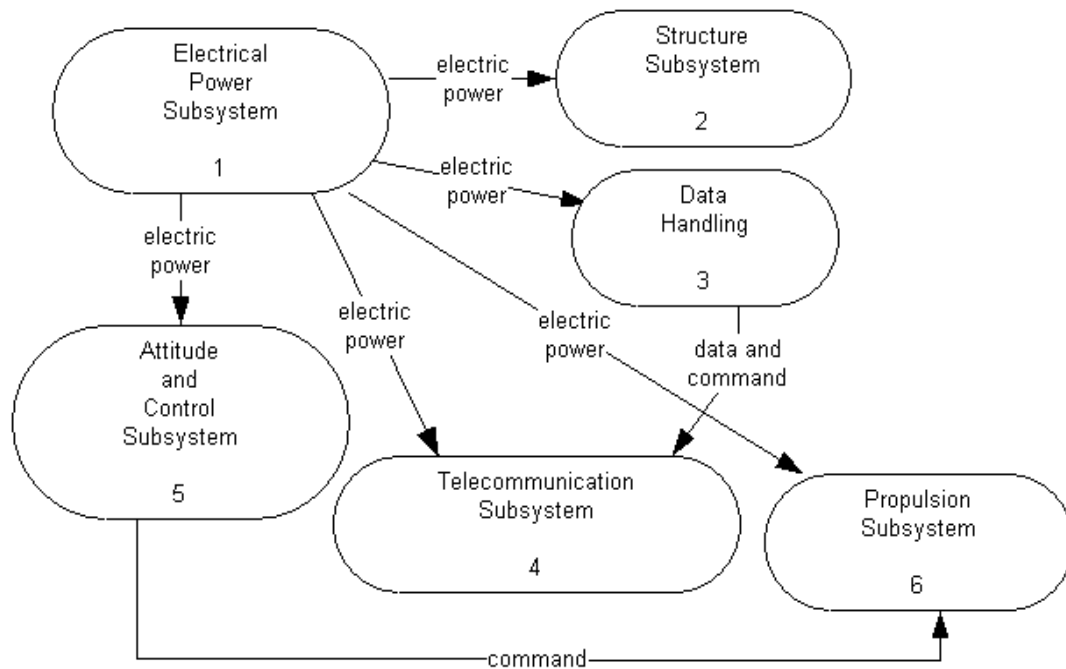 Electrical
Power
Subsystem
1
electric
power
Structure
Subsystem
2
electric
power
Data
Handling
3
electric
power
electric
power
electric
power
data and
command
Attitude
and
Control
Subsystem
5
Telecommunication
Subsystem
4
Propulsion
Subsystem
6
command